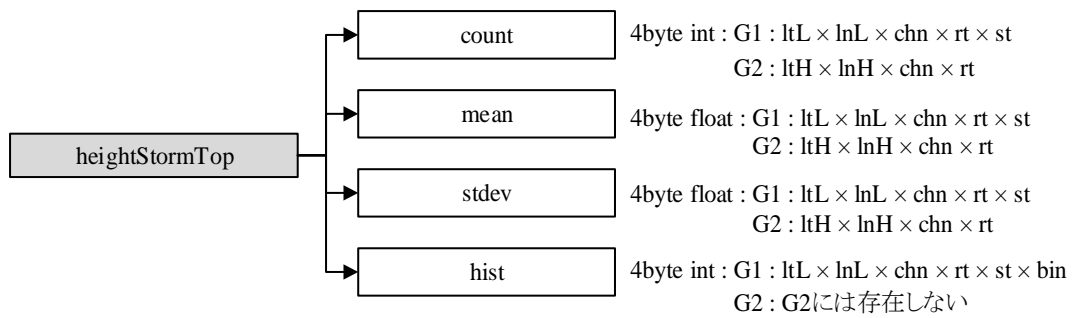 count
4byte int : G1 : ltL × lnL × chn × rt × st
G2 : ltH × lnH × chn × rt
mean
4byte float : G1 : ltL × lnL × chn × rt × st
G2 : ltH × lnH × chn × rt
heightStormTop
stdev
4byte float : G1 : ltL × lnL × chn × rt × st
G2 : ltH × lnH × chn × rt
hist
4byte int : G1 : ltL × lnL × chn × rt × st × bin
G2 : G2には存在しない